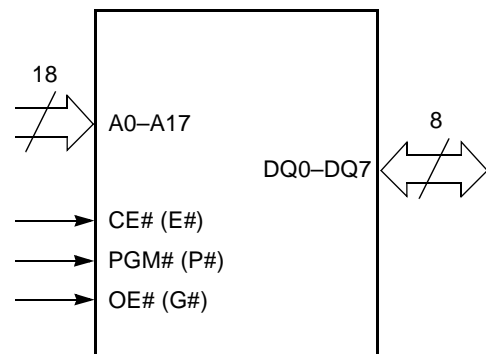 18
A0–A17
8
DQ0–DQ7
CE# (E#)
PGM# (P#)
OE# (G#)